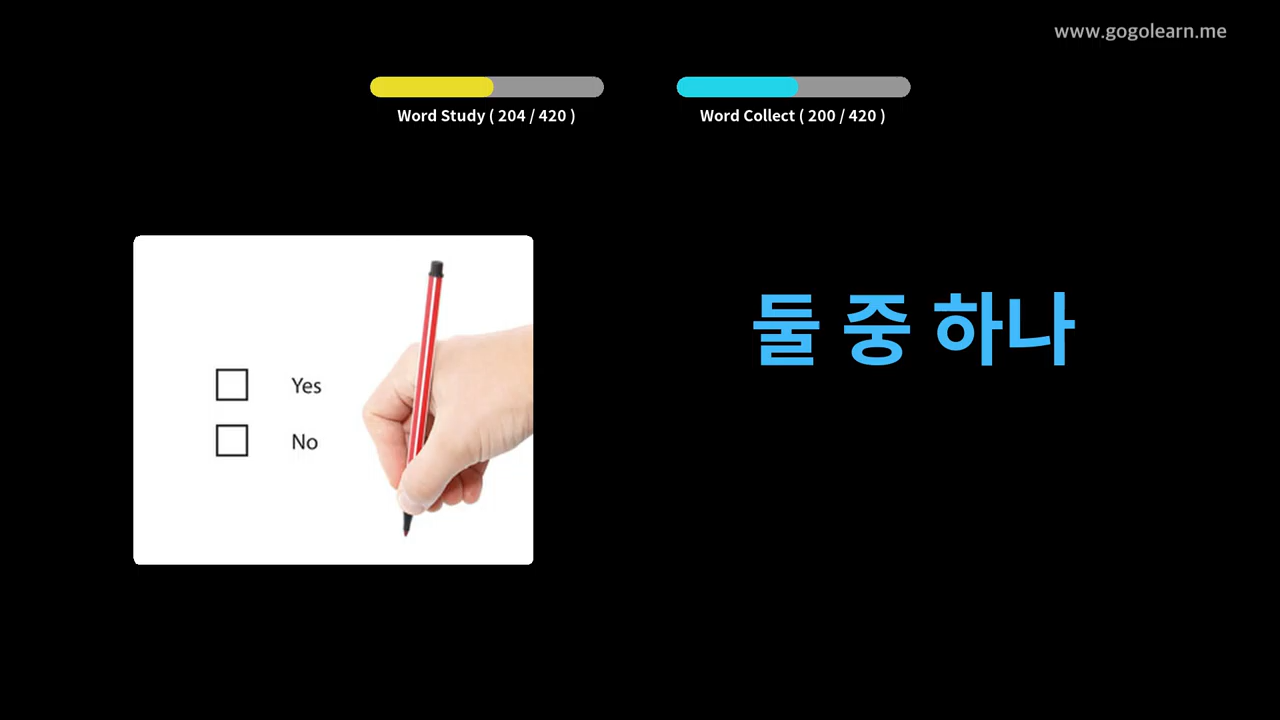 www.gogolearn.me
Word Study ( 204 / 420 )
Word Collect ( 200 / 420 )
Yes
No
둘 중 하나